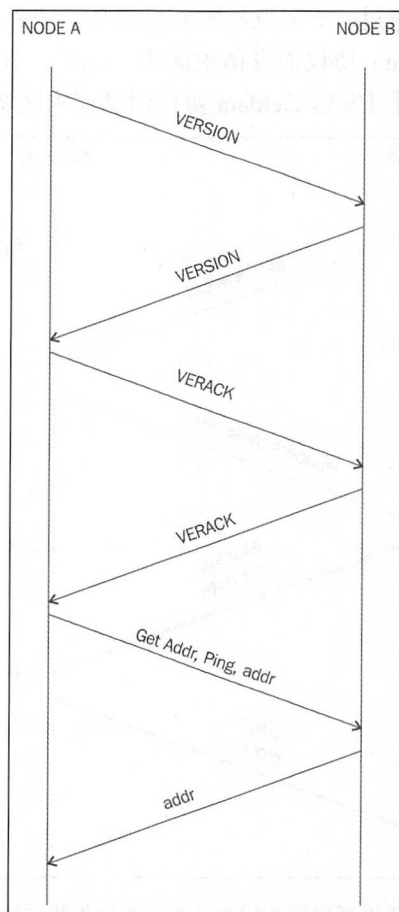 NODE A
NODE B
VERSION
VERSION
VERACK
VERACK
Get Addr, Ping, addr
addr